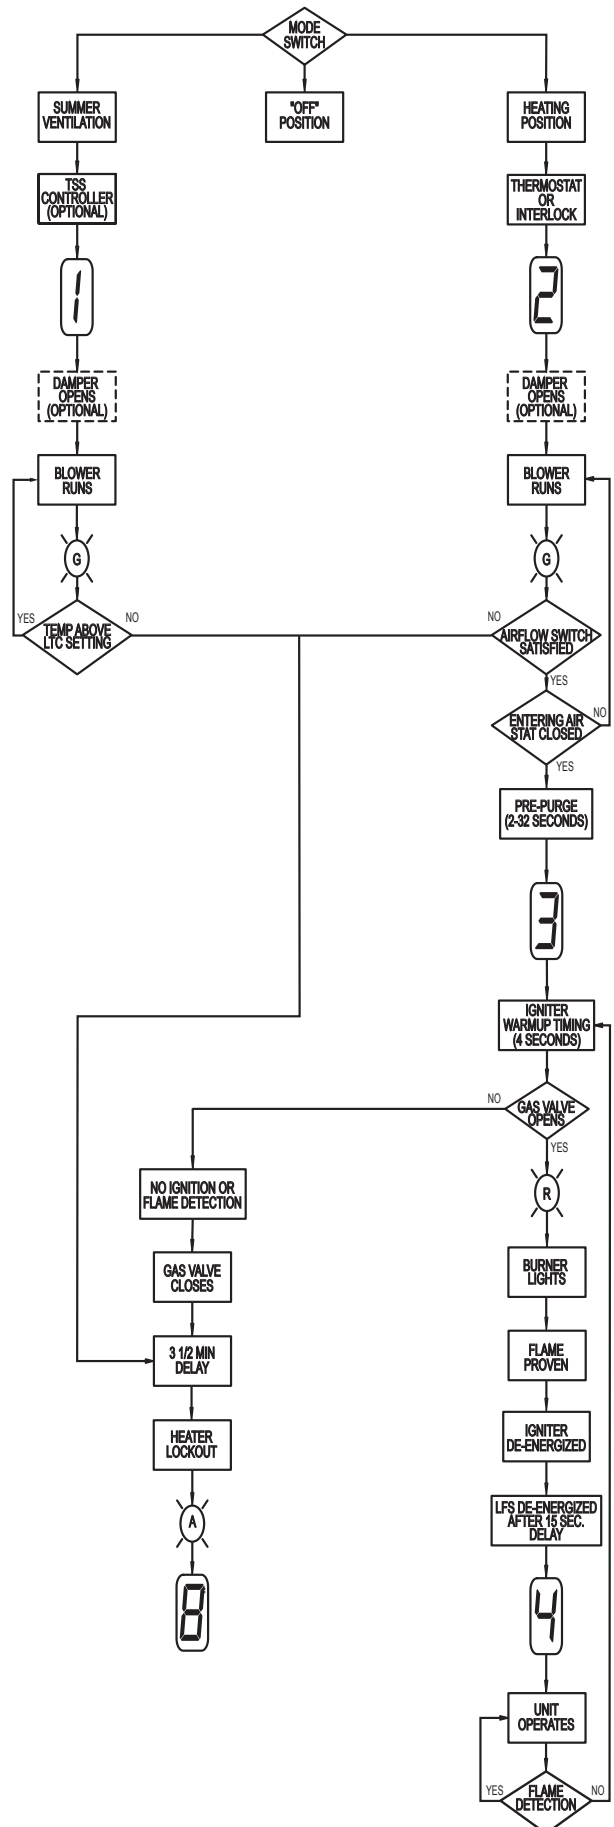 MODE
SWITCH
SUMMER
VENTILATION
"OFF"
POSITION
HEATING
POSITION
TSS
CONTROLLER
(OPTIONAL)
THERMOSTAT
OR
INTERLOCK
1
2
DAMPER
OPENS
(OPTIONAL)
DAMPER
OPENS
(OPTIONAL)
BLOWER
RUNS
BLOWER
RUNS
G
G
YES
TEMP ABOVE
LTC SETTING
NO
NO
AIRFLOW SWITCH
SATISFIED
YES
ENTERING AIR
STAT CLOSED
NO
YES
PRE-PURGE
(2-32 SECONDS)
3
IGNITER
WARMUP TIMING
(4 SECONDS)
NO
GAS VALVE
OPENS
YES
R
NO IGNITION OR
FLAME DETECTION
BURNER
LIGHTS
GAS VALVE
CLOSES
FLAME
PROVEN
3 1/2 MIN
DELAY
IGNITER
DE-ENERGIZED
HEATER
LOCKOUT
LFS DE-ENERGIZED
AFTER 15 SEC.
DELAY
A
8
4
UNIT
OPERATES
YES
FLAME
DETECTION
NO